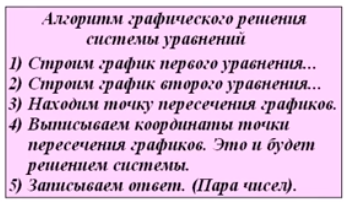 Алгоритм графического решения
системы уравнений
1) Строим график первого уравнения...
2) Строим график второго уравнения...
3) Находим точку пересечения графиков.
4) Выписываем координаты точки
пересечения графиков. Это и будет
решением системы.
5) Записываем ответ. (Пара чисел).